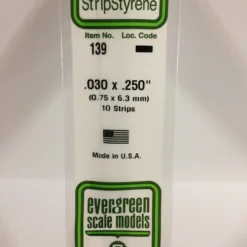 StripStyrene
Item No. Loc. Code
139
.030 x .250"
(0.75 x 6.3 mm)
10 Strips
Made in U.S.A.
evergreen
scale models